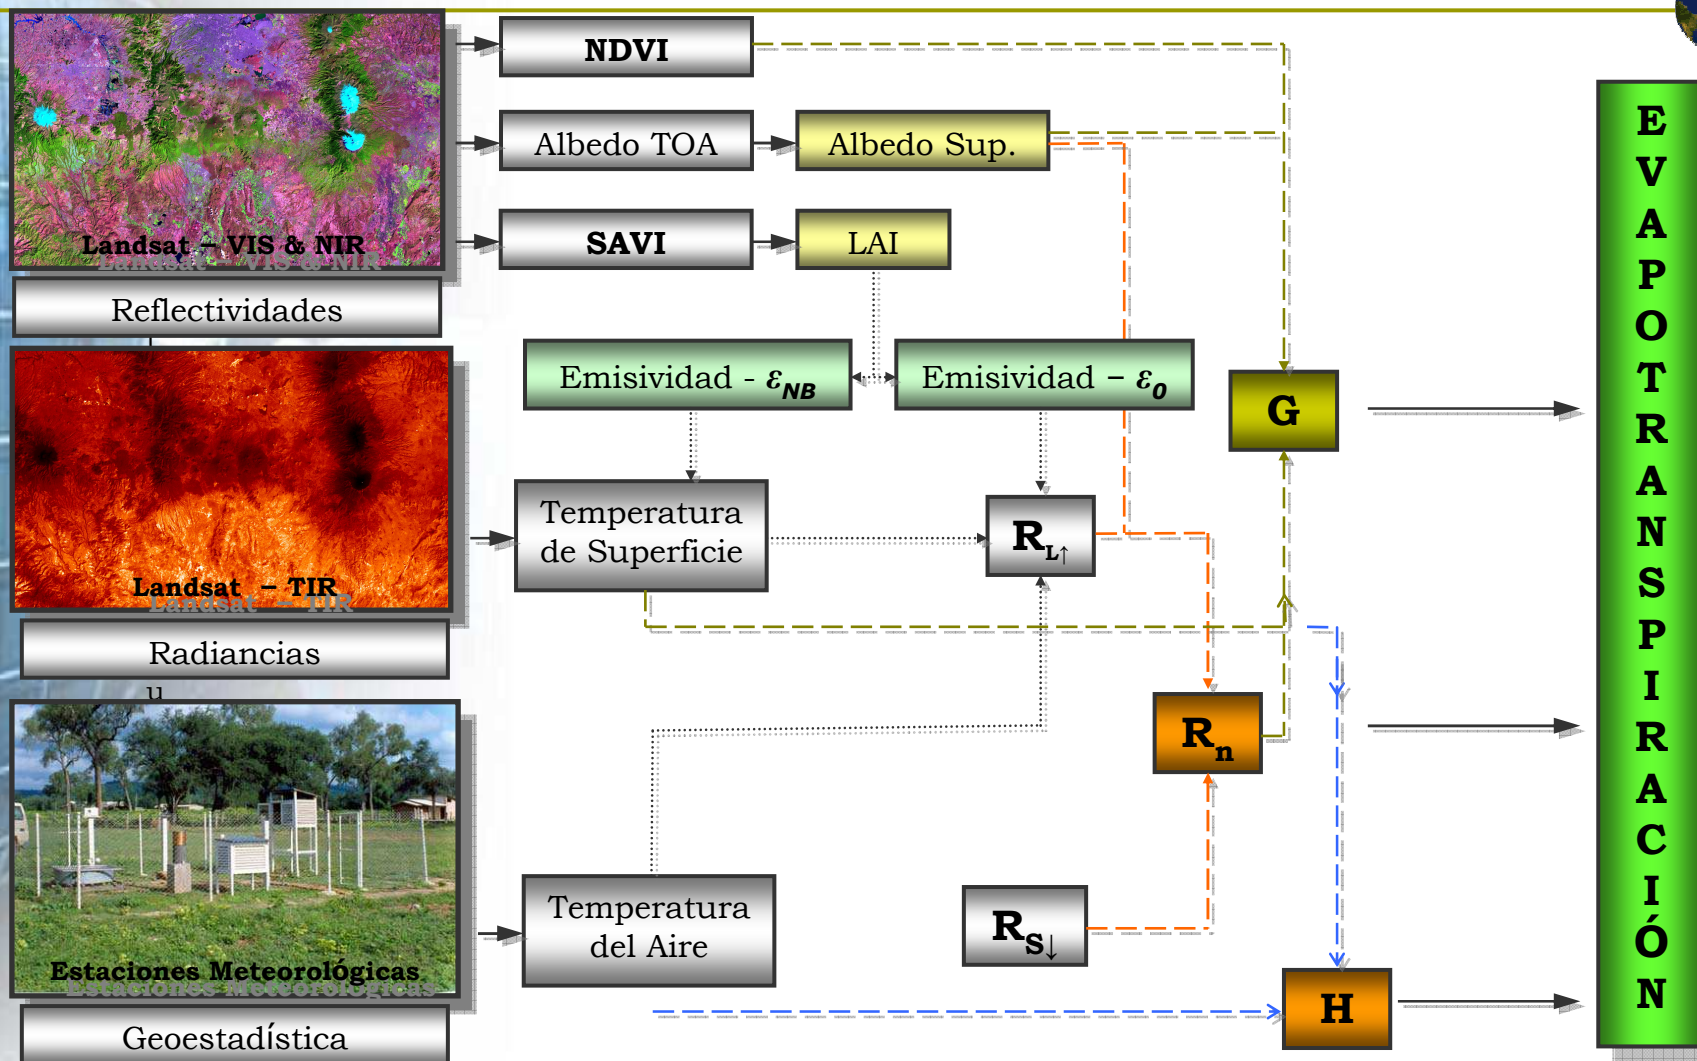 NDVI
Albedo TOA
Albedo Sup.
SAVI
LAI
Landsat – VIS & NIR
Reflectividades
Emisividad - εNB
Emisividad – ε0
G
Temperatura
de Superficie
RL↑
Landsat – TIR
Radiancias
u
Rn
Temperatura
del Aire
RS↓
Estaciones Meteorológicas
H
Geoestadística
EVAPOTRANSPIRACIÓN